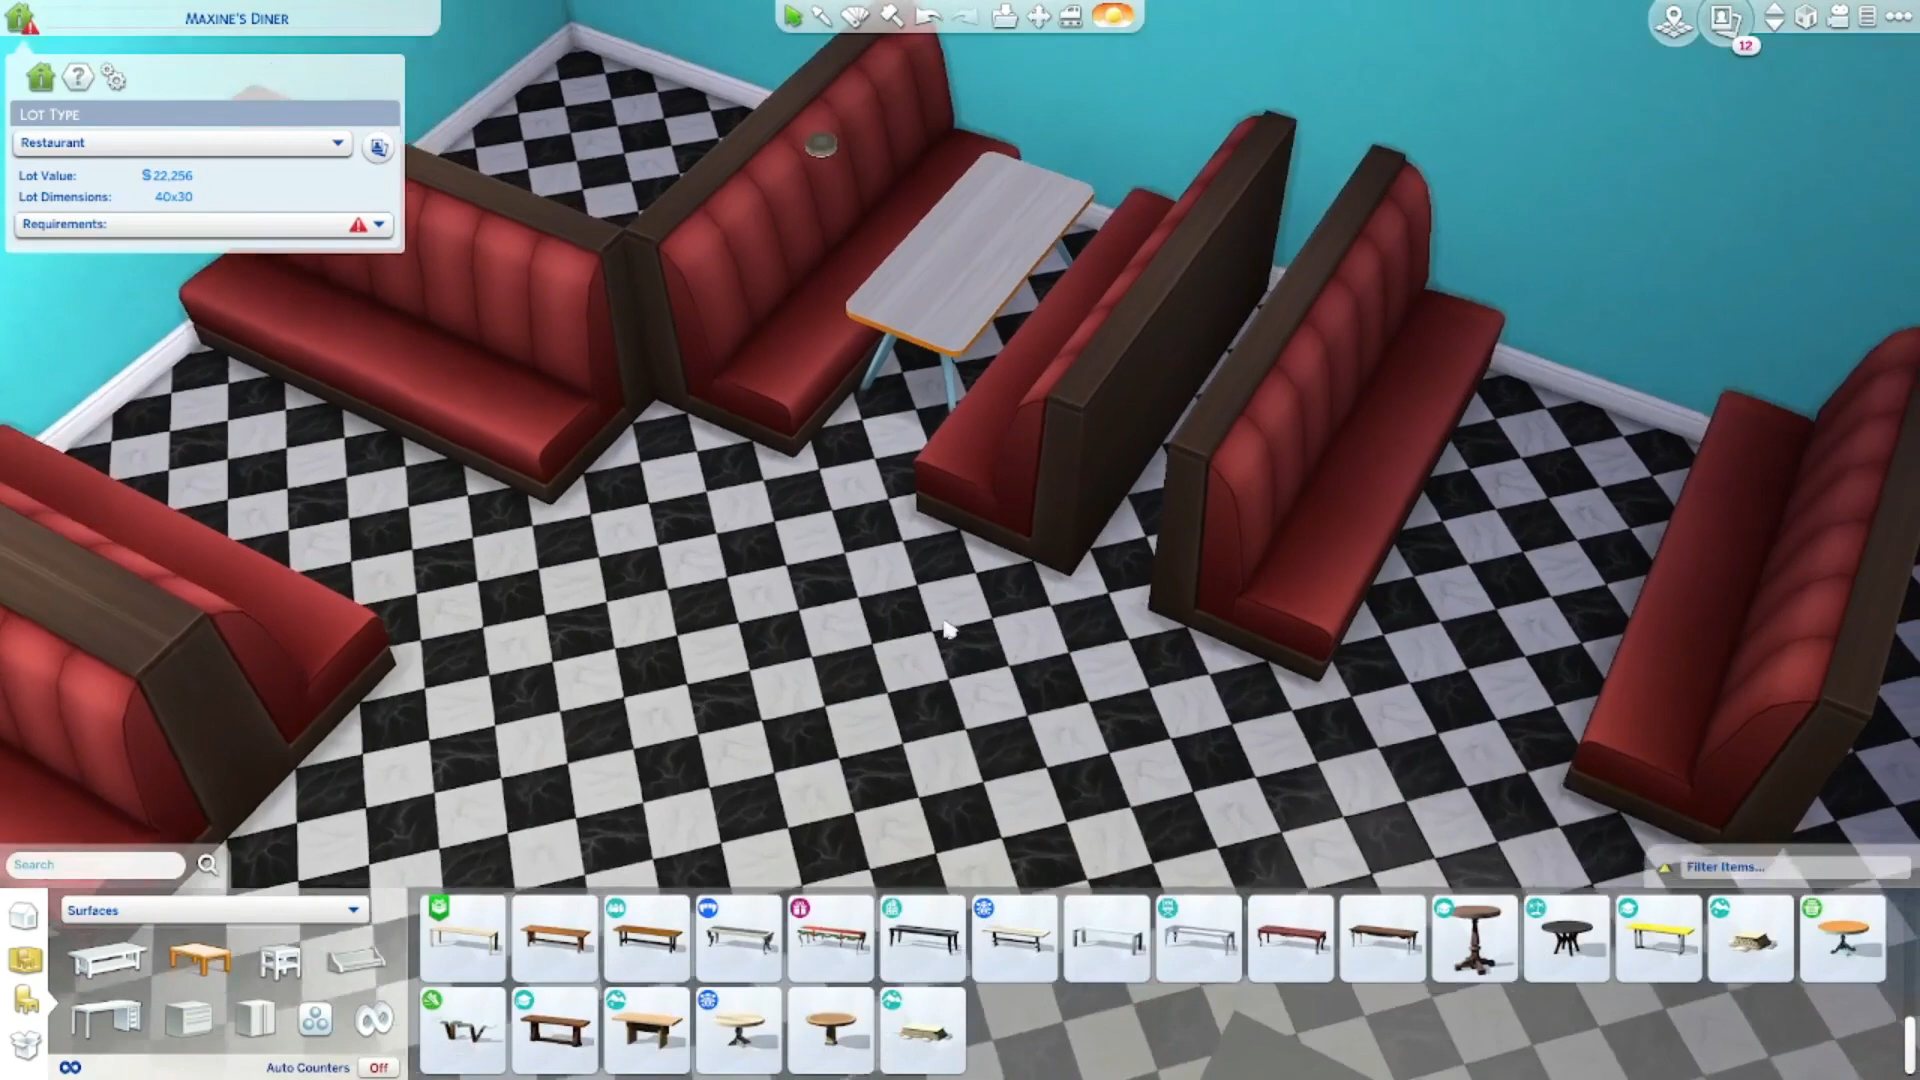 MAXINE'S DINER
12
LOT TYPE
Restaurant
Lot Value: §22,256
Lot Dimensions: 40x30
Requirements:
Search
Filter Items...
Surfaces
Auto Counters Off